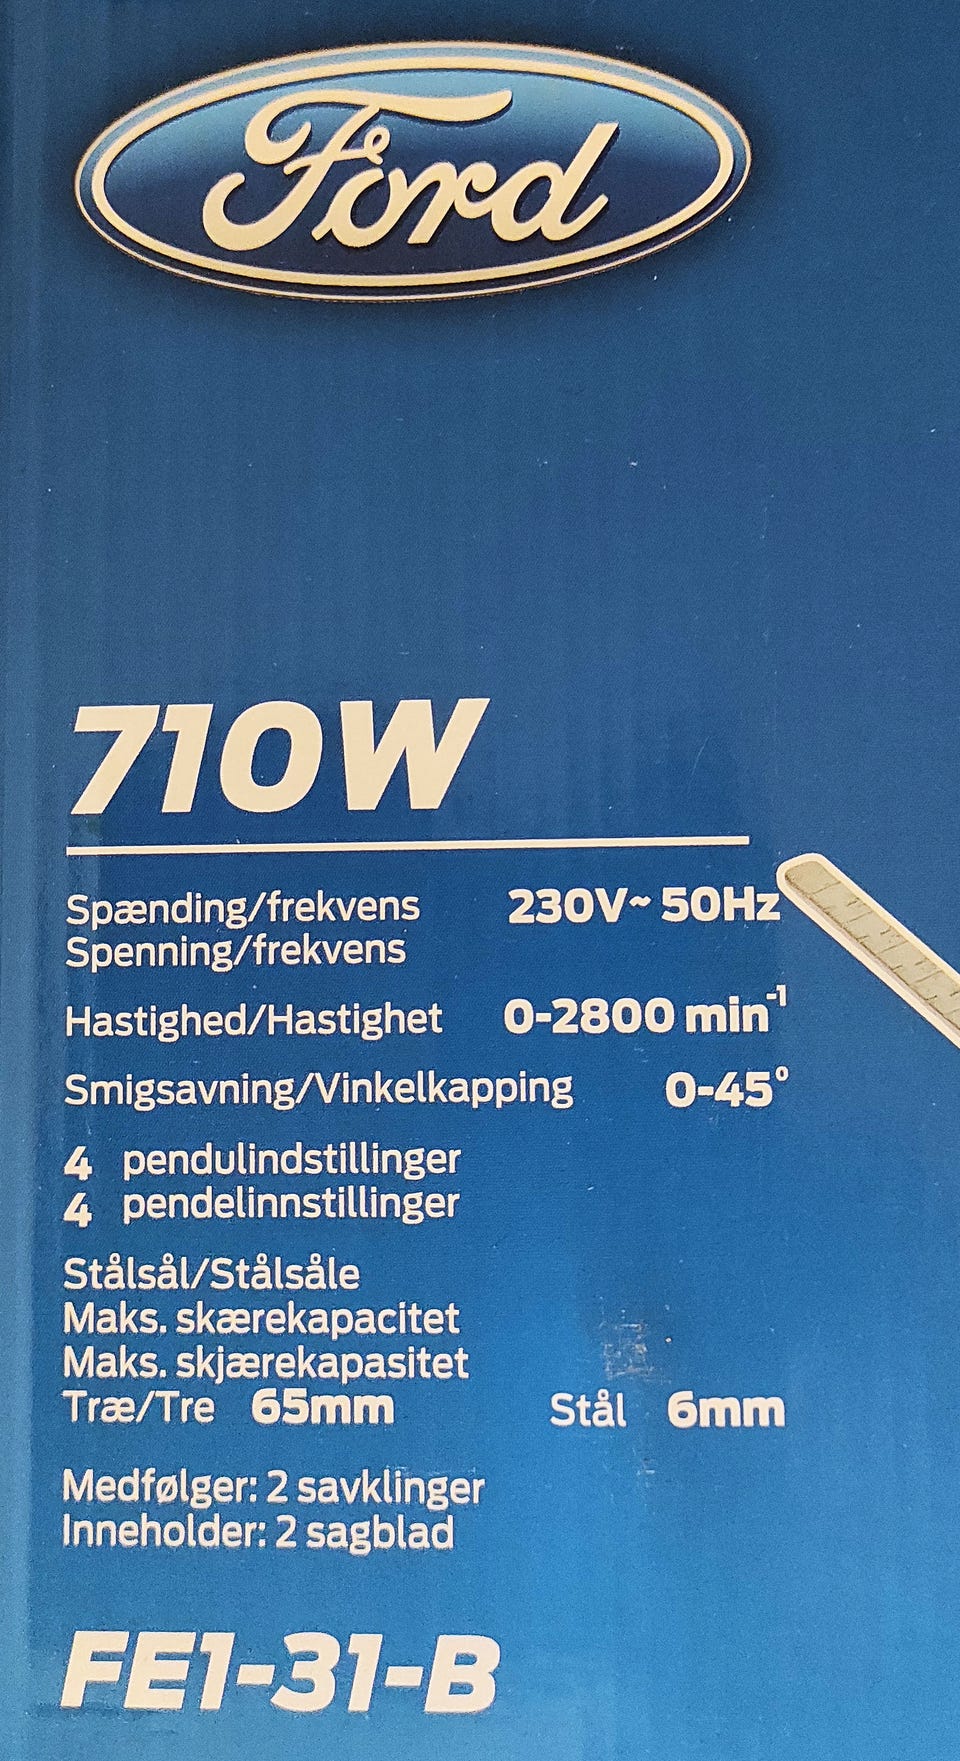 Ford
710W
Spænding/frekvens 230V~ 50Hz
Spenning/frekvens
Hastighed/Hastighet 0-2800 min⁻¹
Smigsavning/Vinkelkapping 0-45°
4 pendulindstillinger
4 pendelinnstillinger
Stålsål/Stålsåle
Maks. skærekapacitet
Maks. skjærekapasitet
Træ/Tre 65mm Stål 6mm
Medfølger: 2 savklinger
Inneholder: 2 sagblad
FE1-31-B